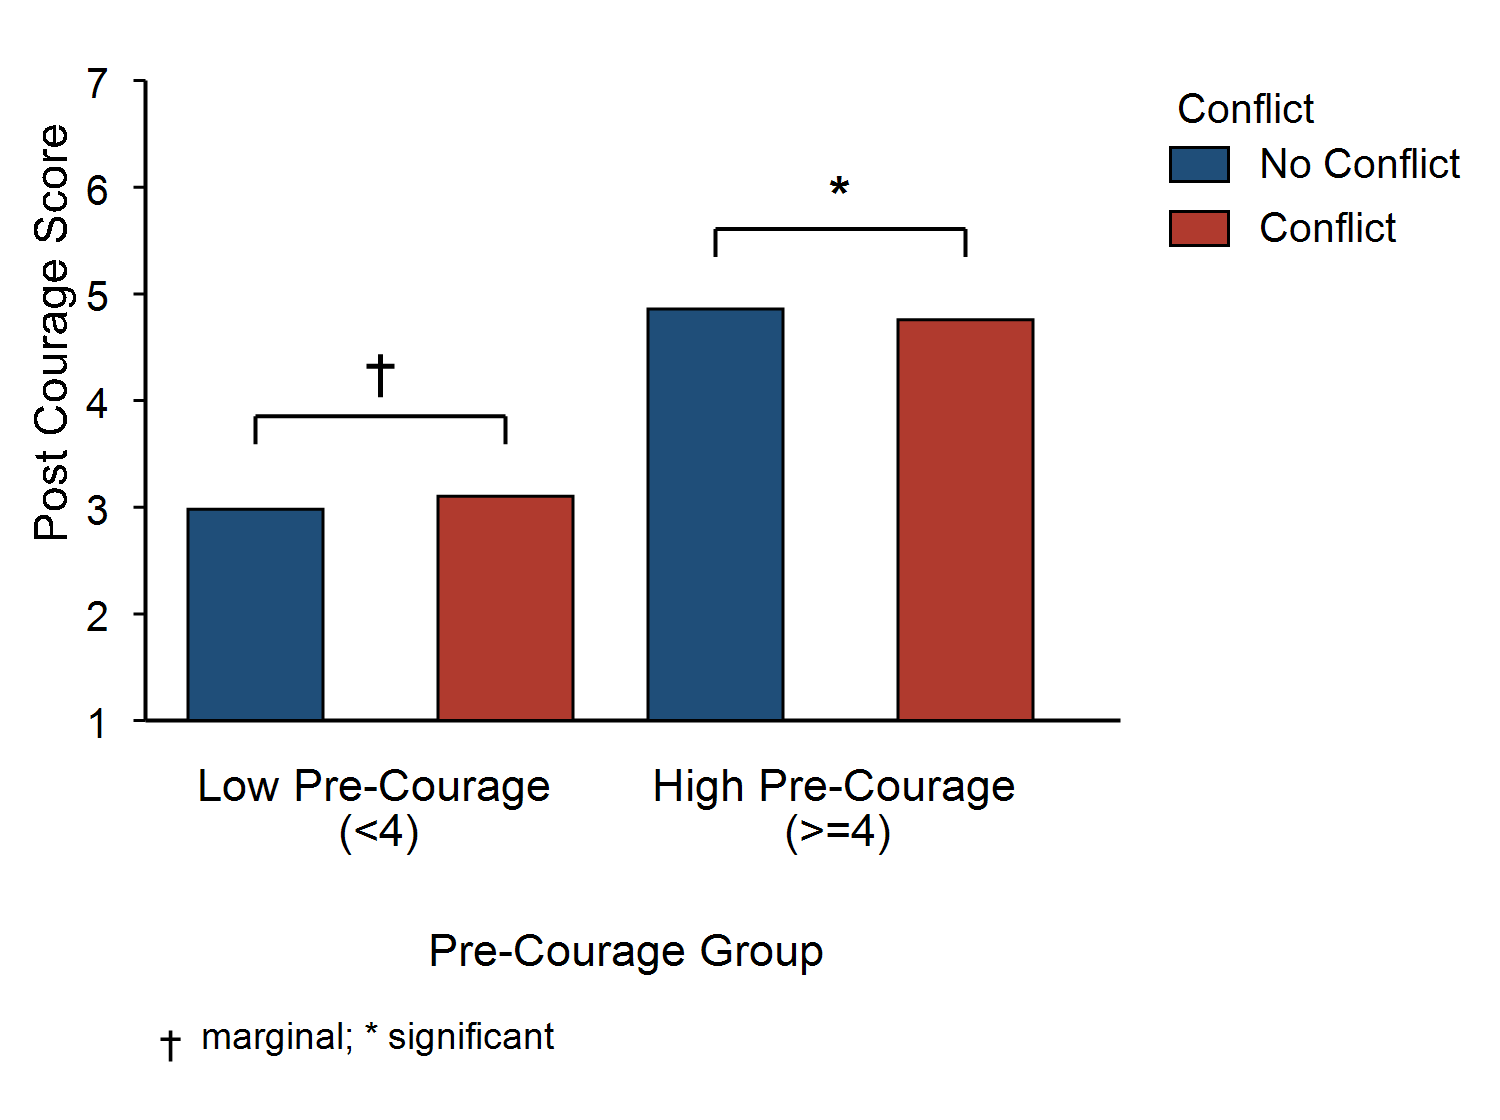 Post Courage Score
7
6
5
4
3
2
1
†
*
Conflict
No Conflict
Conflict
Low Pre-Courage
(<4)
High Pre-Courage
(>=4)
Pre-Courage Group
† marginal; * significant